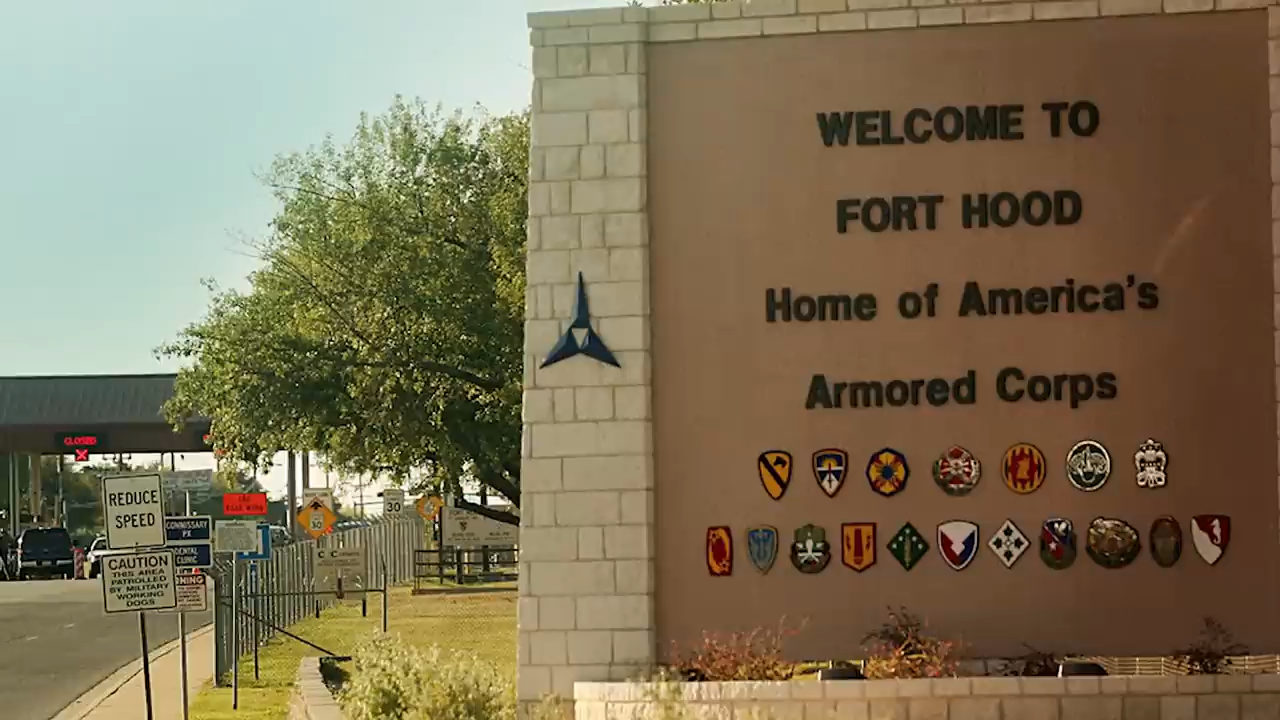 WELCOME TO
FORT HOOD
Home of America's
Armored Corps
CLOSED
REDUCE
SPEED
CAUTION
THIS AREA
PATROLLED
BY MILITARY
WORKING
DOGS
COMMISSARY
PX
DENTAL
CLINIC
30
30